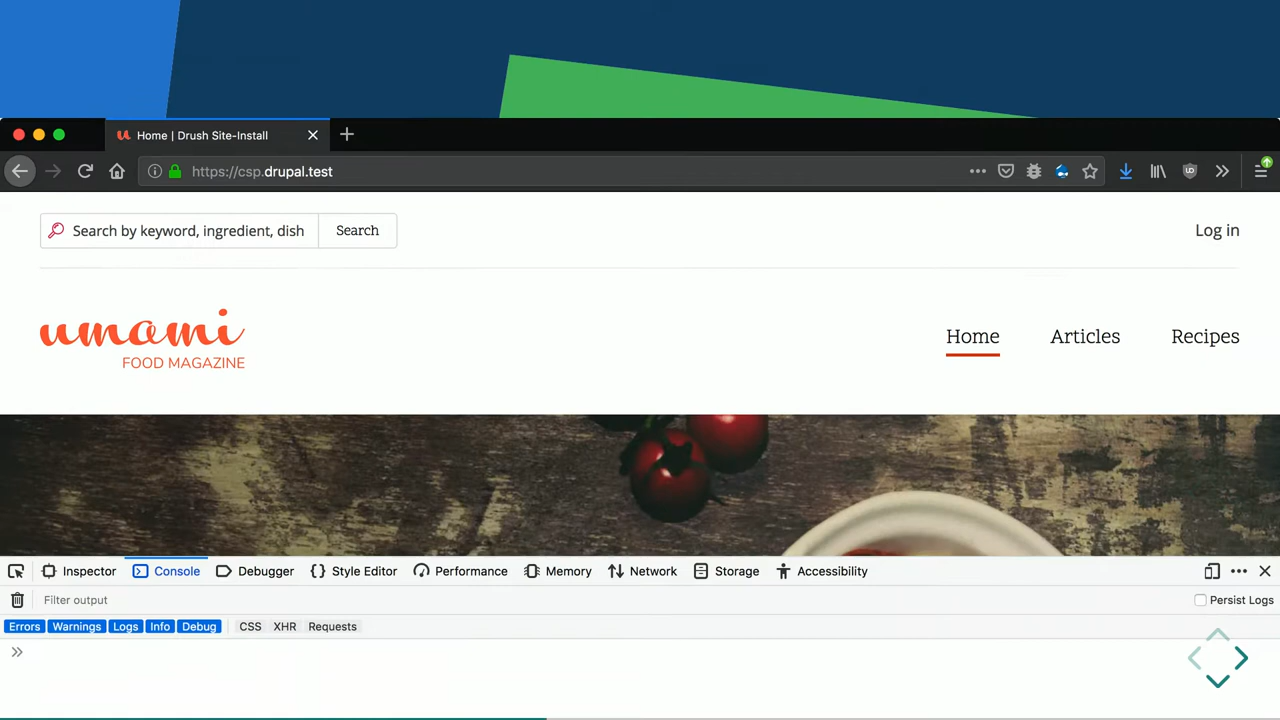 Home | Drush Site-Install
https://csp.drupal.test
Search by keyword, ingredient, dish
Search
Log in
umami
FOOD MAGAZINE
Home
Articles
Recipes
Inspector
Console
Debugger
Style Editor
Performance
Memory
Network
Storage
Accessibility
Filter output
Persist Logs
Errors
Warnings
Logs
Info
Debug
CSS
XHR
Requests